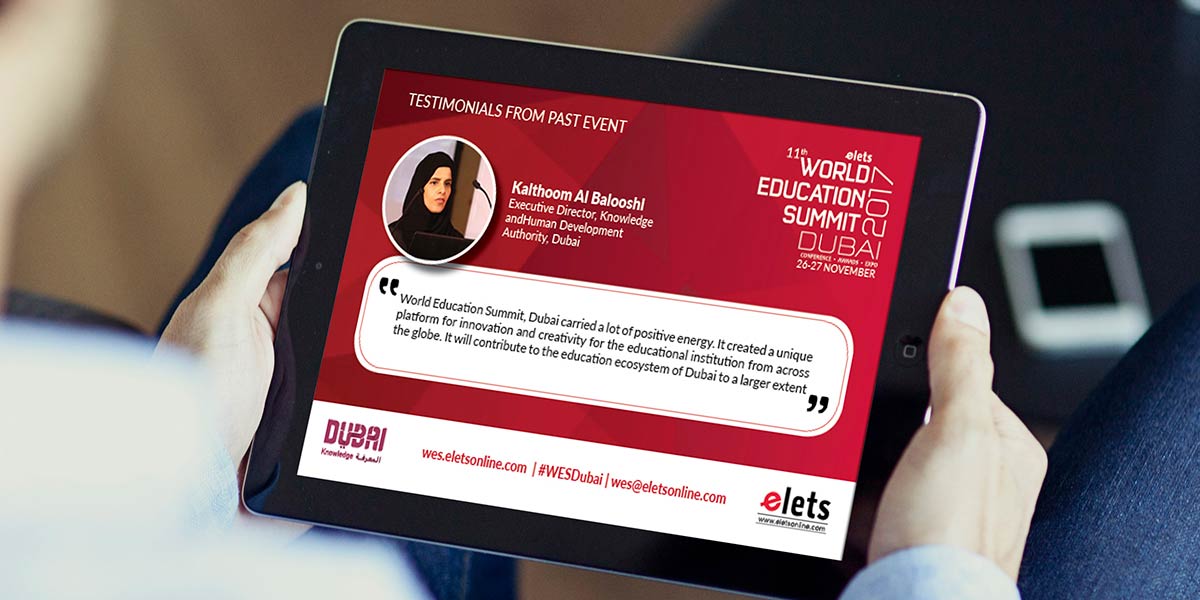 TESTIMONIALS FROM PAST EVENT
Kalthoom Al Balooshl
Executive Director, Knowledge
andHuman Development
Authority, Dubai
elets
11th WORLD
EDUCATION
SUMMIT 2017
DUBAI
CONFERENCE • AWARDS • EXPO
26-27 NOVEMBER
“ World Education Summit, Dubai carried a lot of positive energy. It created a unique
platform for innovation and creativity for the educational institution from across
the globe. It will contribute to the education ecosystem of Dubai to a larger extent ”
DUBAI
Knowledge المعرفة
wes.eletsonline.com | #WESDubai | wes@eletsonline.com
elets
www.eletsonline.com